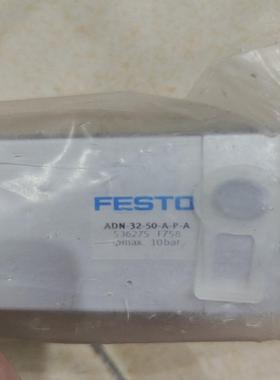 FESTO
ADN-32-50-A-P-A
536275 F758
pmax. 10bar